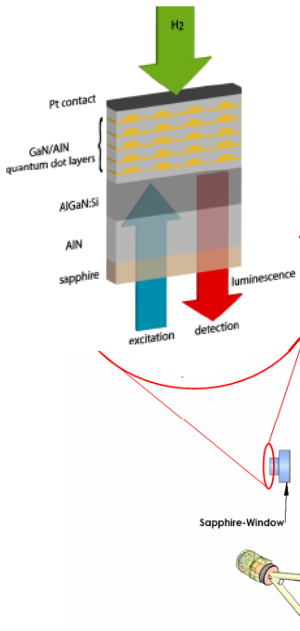 H₂
Pt contact
GaN/AlN
quantum dot layers
AlGaN:Si
AlN
sapphire
luminescence
excitation
detection
Sapphire-Window